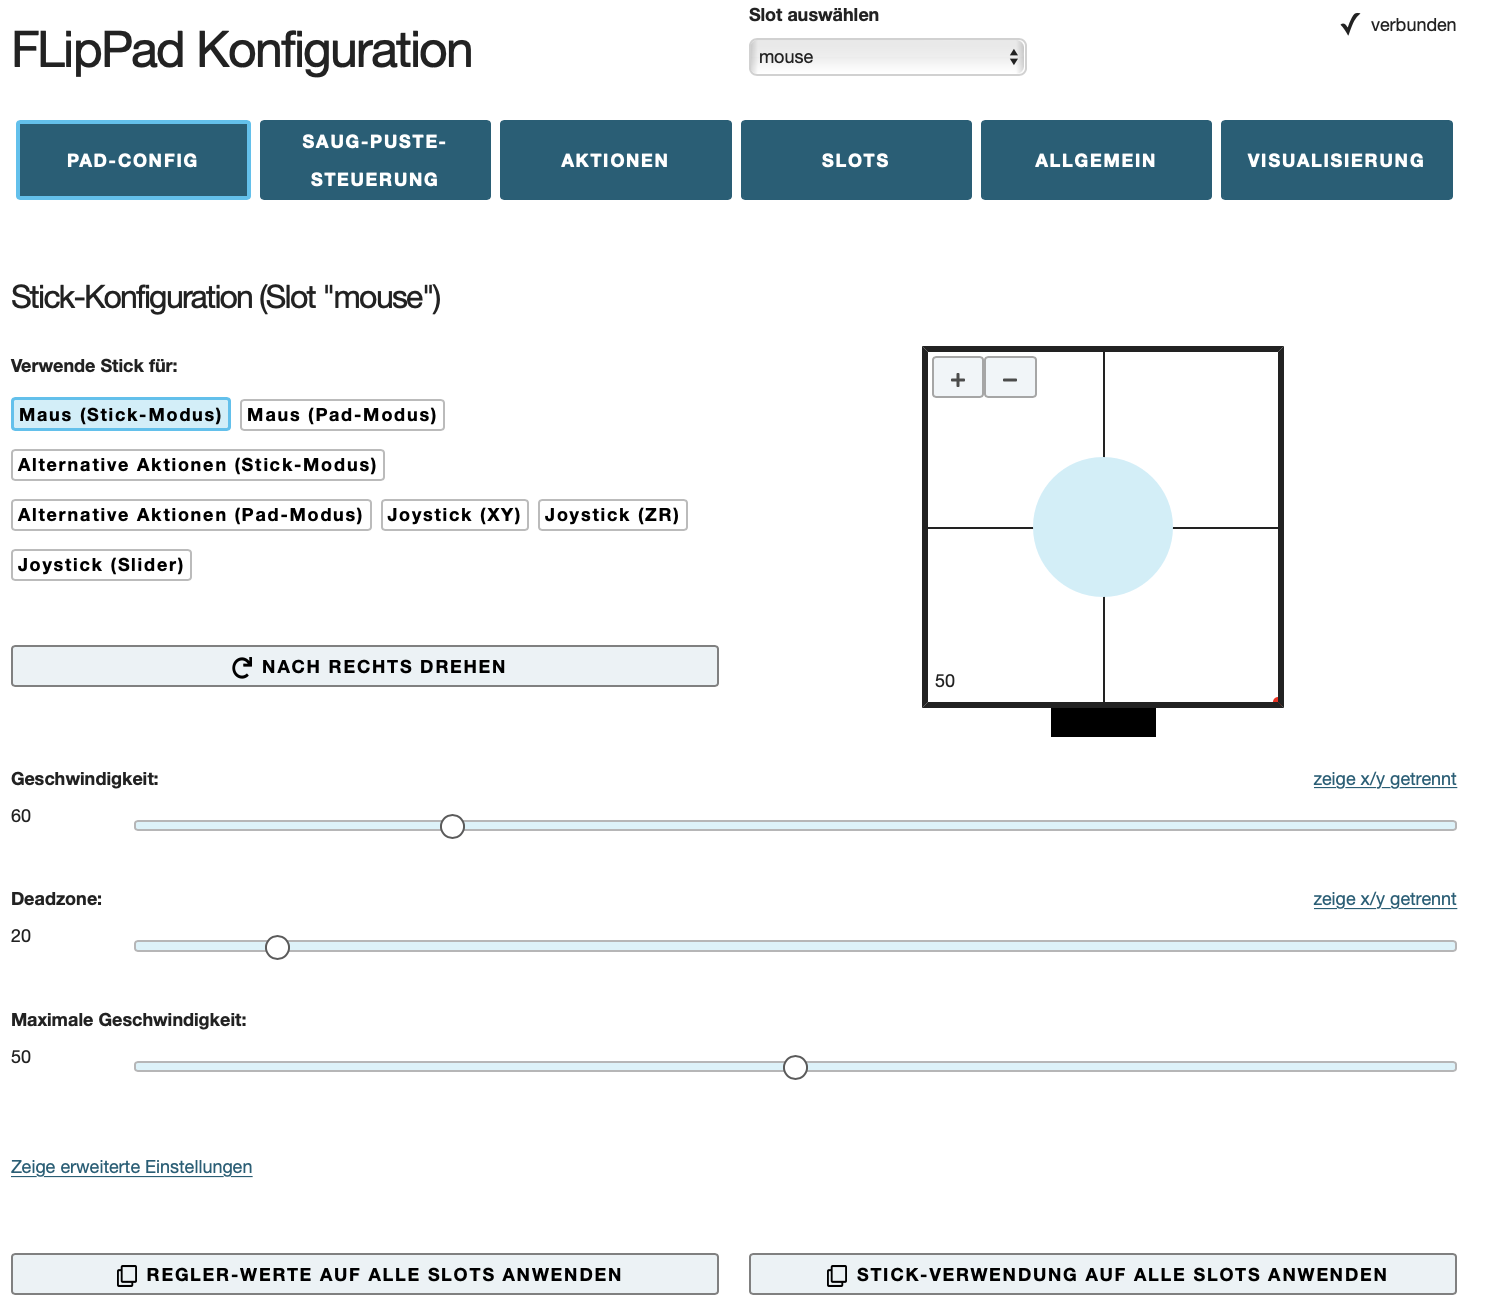 FLipPad Konfiguration
Slot auswählen
mouse
verbunden
PAD-CONFIG
SAUG-PUSTE-
STEUERUNG
AKTIONEN
SLOTS
ALLGEMEIN
VISUALISIERUNG
Stick-Konfiguration (Slot "mouse")
Verwende Stick für:
Maus (Stick-Modus)
Maus (Pad-Modus)
Alternative Aktionen (Stick-Modus)
Alternative Aktionen (Pad-Modus)
Joystick (XY)
Joystick (ZR)
Joystick (Slider)
NACH RECHTS DREHEN
+
−
50
Geschwindigkeit:
zeige x/y getrennt
60
Deadzone:
zeige x/y getrennt
20
Maximale Geschwindigkeit:
50
Zeige erweiterte Einstellungen
REGLER-WERTE AUF ALLE SLOTS ANWENDEN
STICK-VERWENDUNG AUF ALLE SLOTS ANWENDEN